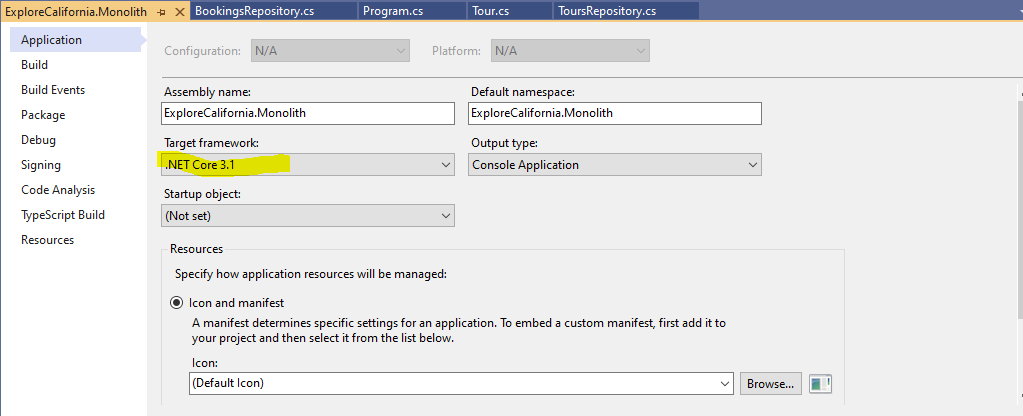 ExploreCalifornia.Monolith BookingsRepository.cs Program.cs Tour.cs ToursRepository.cs
Application
Build
Build Events
Package
Debug
Signing
Code Analysis
TypeScript Build
Resources
Configuration: N/A Platform: N/A
Assembly name: Default namespace:
ExploreCalifornia.Monolith ExploreCalifornia.Monolith
Target framework: Output type:
.NET Core 3.1 Console Application
Startup object:
(Not set)
Resources
Specify how application resources will be managed:
Icon and manifest
A manifest determines specific settings for an application. To embed a custom manifest, first add it to
your project and then select it from the list below.
Icon:
(Default Icon) Browse...